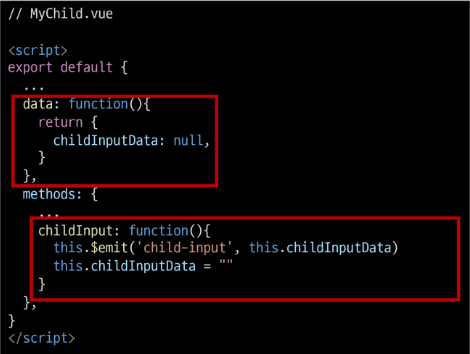 // MyChild.vue
<script>
export default {
...
data: function(){
return {
childInputData: null,
}
},
methods: {
...
childInput: function(){
this.$emit('child-input', this.childInputData)
this.childInputData = ""
}
},
}
</script>